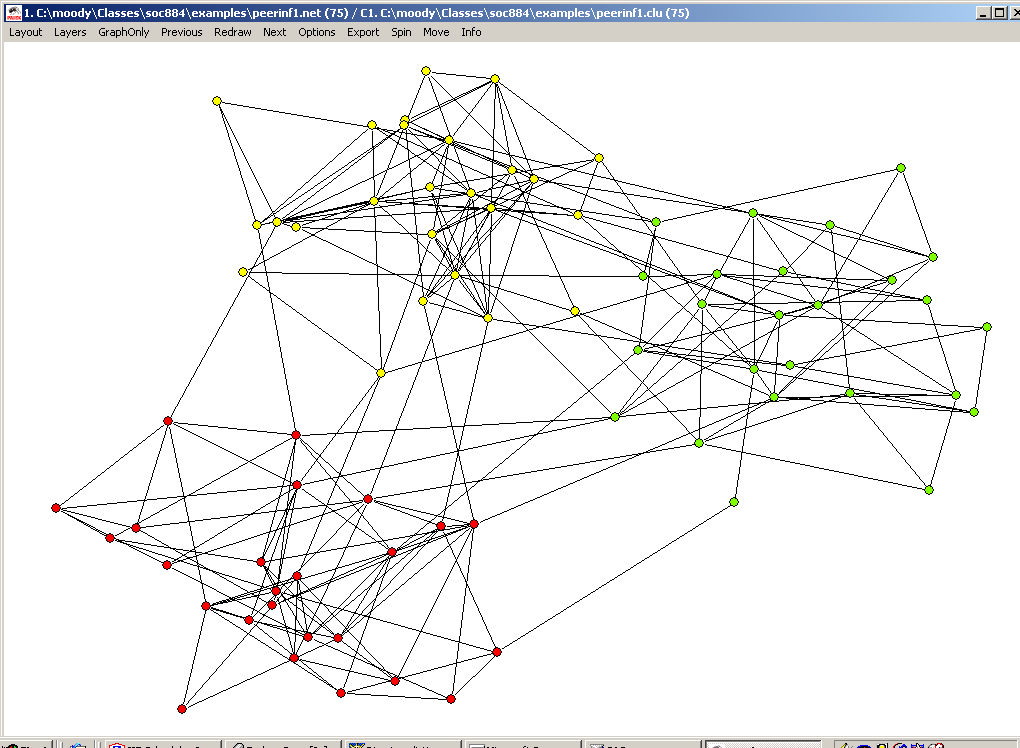 1. C:\moody\Classes\soc884\examples\peerinf1.net (75) / C1. C:\moody\Classes\soc884\examples\peerinf1.clu (75)
Layout Layers GraphOnly Previous Redraw Next Options Export Spin Move Info